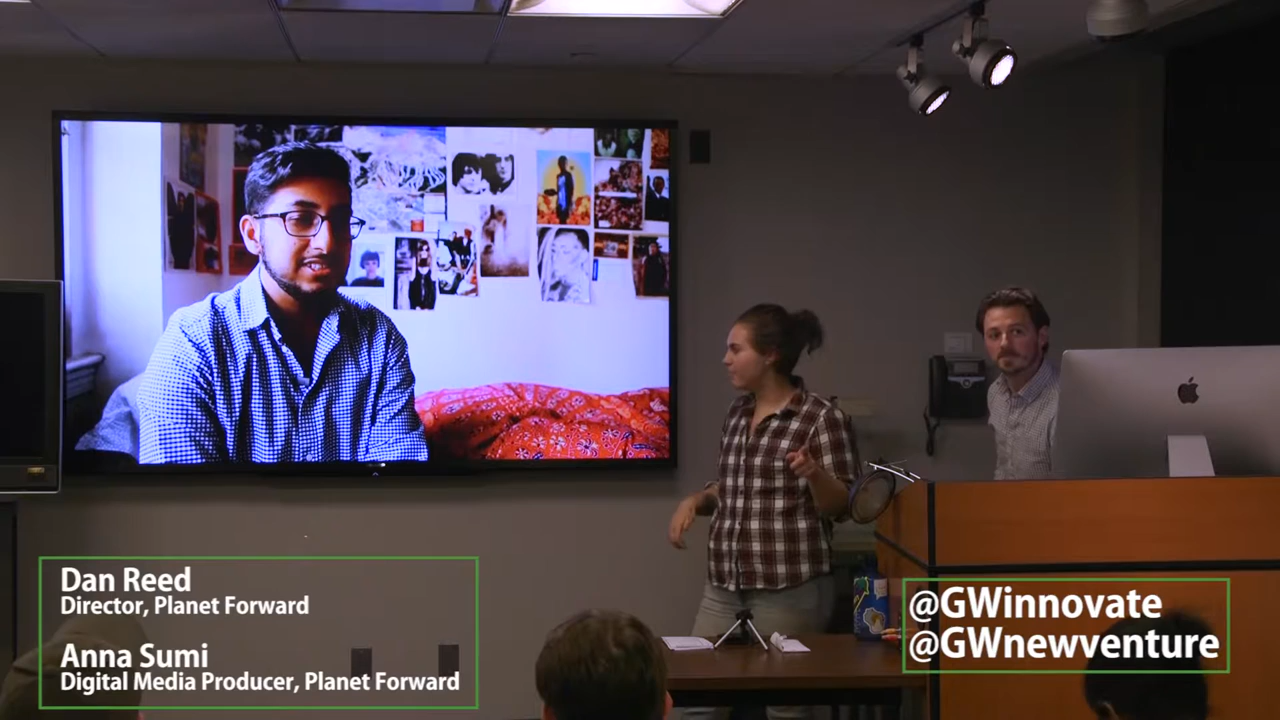 Dan Reed
Director, Planet Forward
Anna Sumi
Digital Media Producer, Planet Forward
@GWinnovate
@GWnewventure